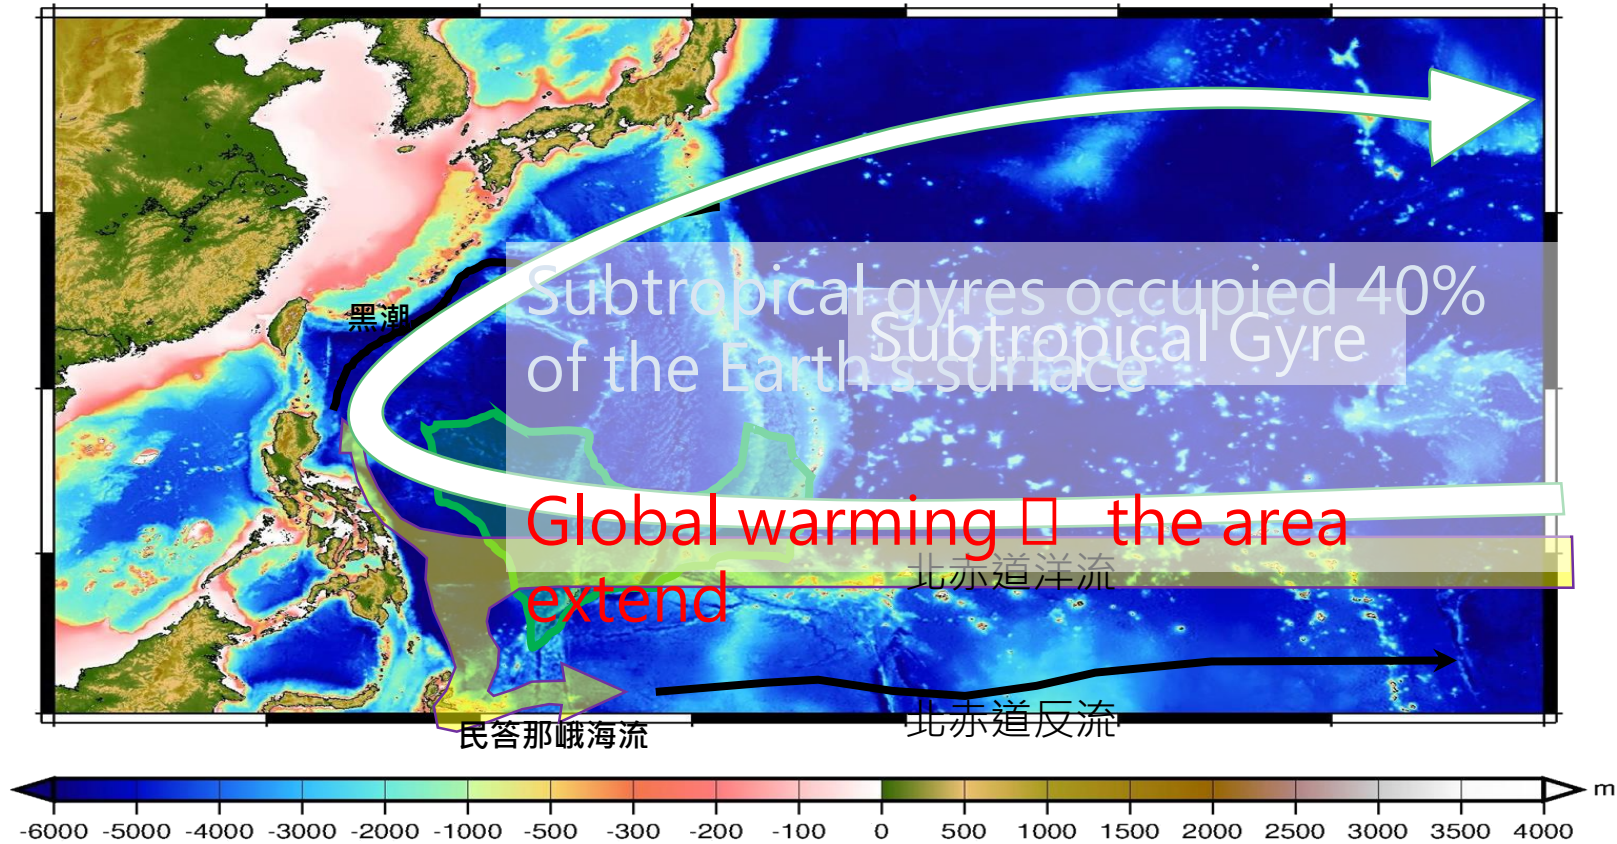 Subtropical gyres occupied 40%
of the Earth's surface
Subtropical Gyre
黑潮
Global warming □ the area
extend
北赤道洋流
北赤道反流
民答那峨海流
m
-6000 -5000 -4000 -3000 -2000 -1000 -500 -300 -200 -100 0 500 1000 1500 2000 2500 3000 3500 4000